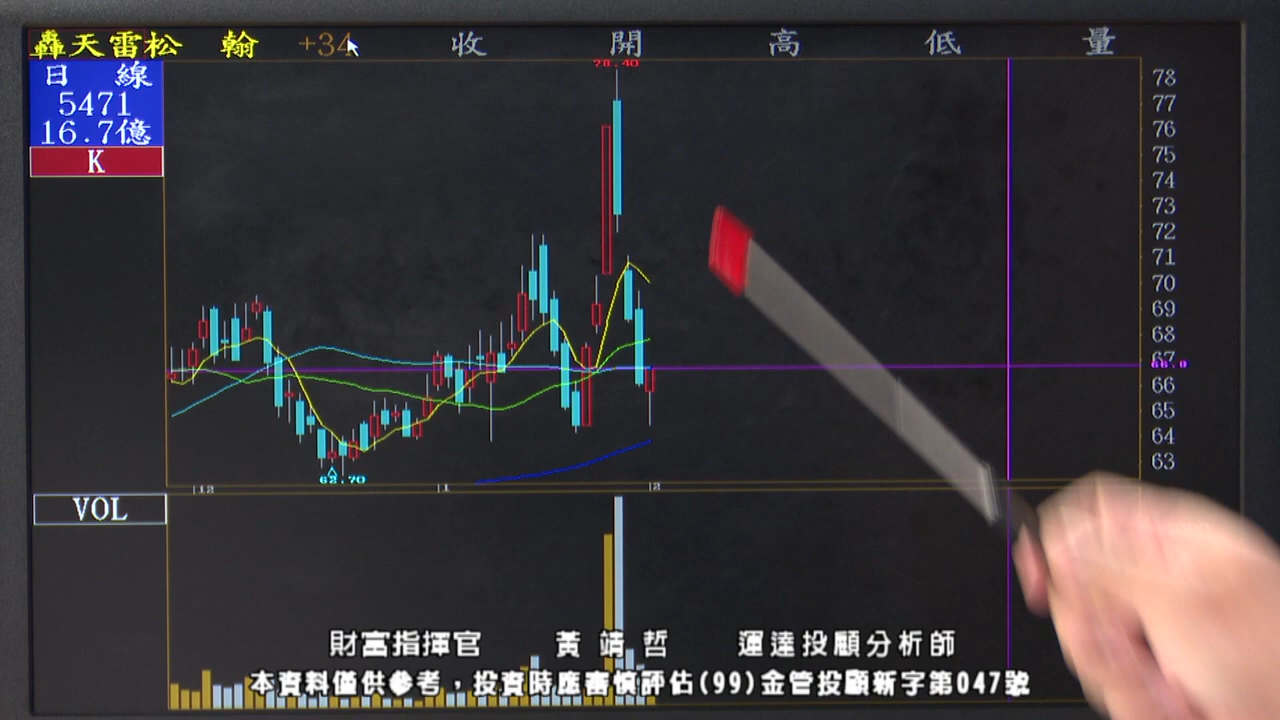 轟天雷松 翰 +34 收 開 高 低 量
日 線
5471
16.7億
K
78.40
78
77
76
75
74
73
72
71
70
69
68
67
66
65
64
63
62.70
12 1 2
VOL
財富指揮官 黃靖哲 運達投顧分析師
本資料僅供參考，投資時應審慎評估(99)金管投顧新字第047號